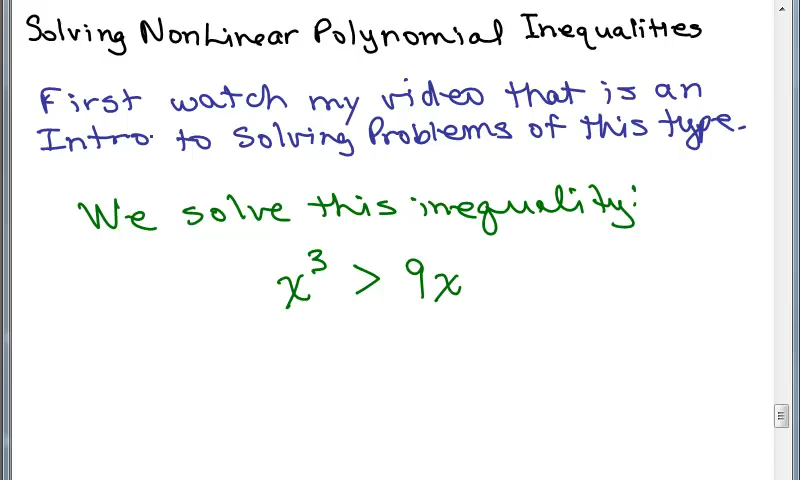 Solving NonLinear Polynomial Inequalities
First watch my video that is an
Intro to Solving Problems of this type.
We solve this inequality:
x³ > 9x